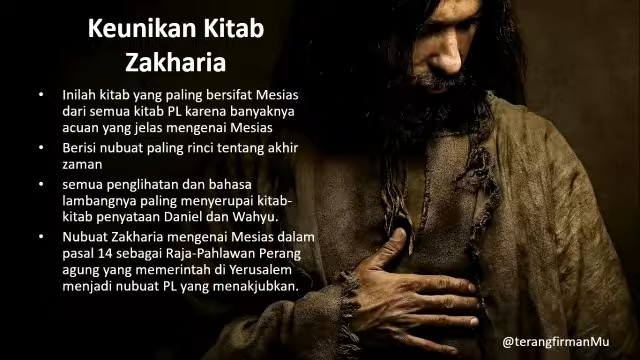 Keunikan Kitab
Zakharia
• Inilah kitab yang paling bersifat Mesias
dari semua kitab PL karena banyaknya
acuan yang jelas mengenai Mesias
• Berisi nubuat paling rinci tentang akhir
zaman
• semua penglihatan dan bahasa
lambangnya paling menyerupai kitab-
kitab penyataan Daniel dan Wahyu.
• Nubuat Zakharia mengenai Mesias dalam
pasal 14 sebagai Raja-Pahlawan Perang
agung yang memerintah di Yerusalem
menjadi nubuat PL yang menakjubkan.
@terangfirmanMu